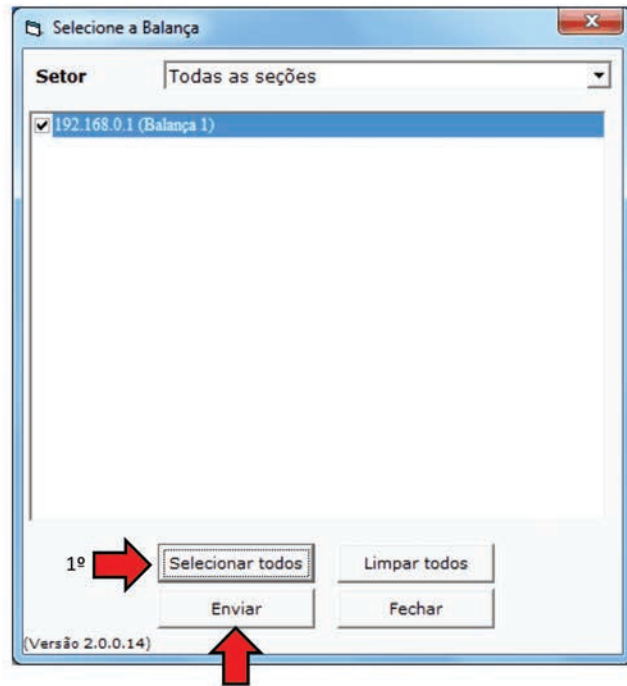 Selecione a Balança
Setor Todas as seções
192.168.0.1 (Balança 1)
1º Selecionar todos Limpar todos
Enviar Fechar
(Versão 2.0.0.14)